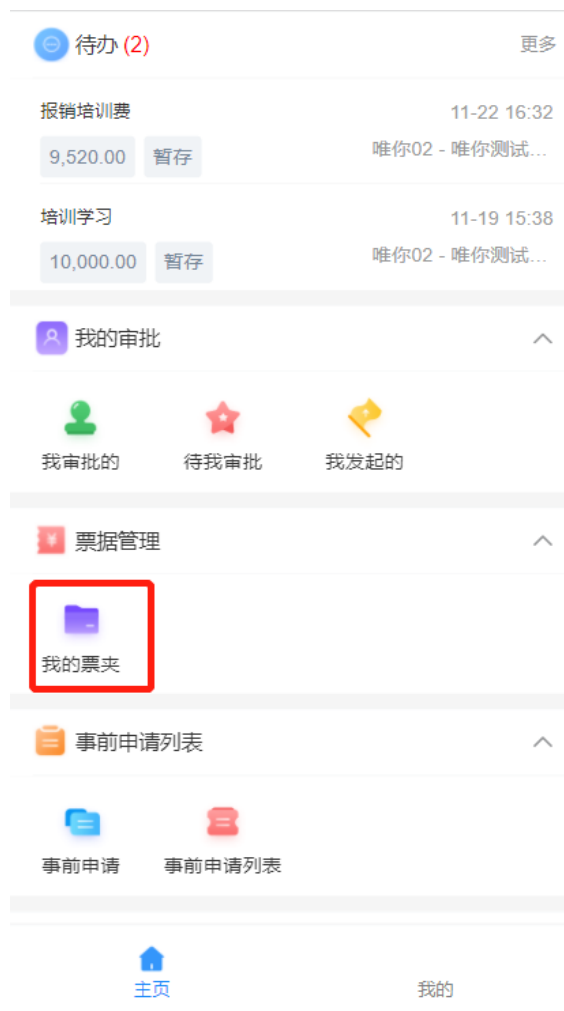 待办 (2) 更多
报销培训费 11-22 16:32
9,520.00 暂存 唯你02 - 唯你测试...
培训学习 11-19 15:38
10,000.00 暂存 唯你02 - 唯你测试...
我的审批
我审批的 待我审批 我发起的
¥ 票据管理
我的票夹
事前申请列表
事前申请 事前申请列表
主页 我的